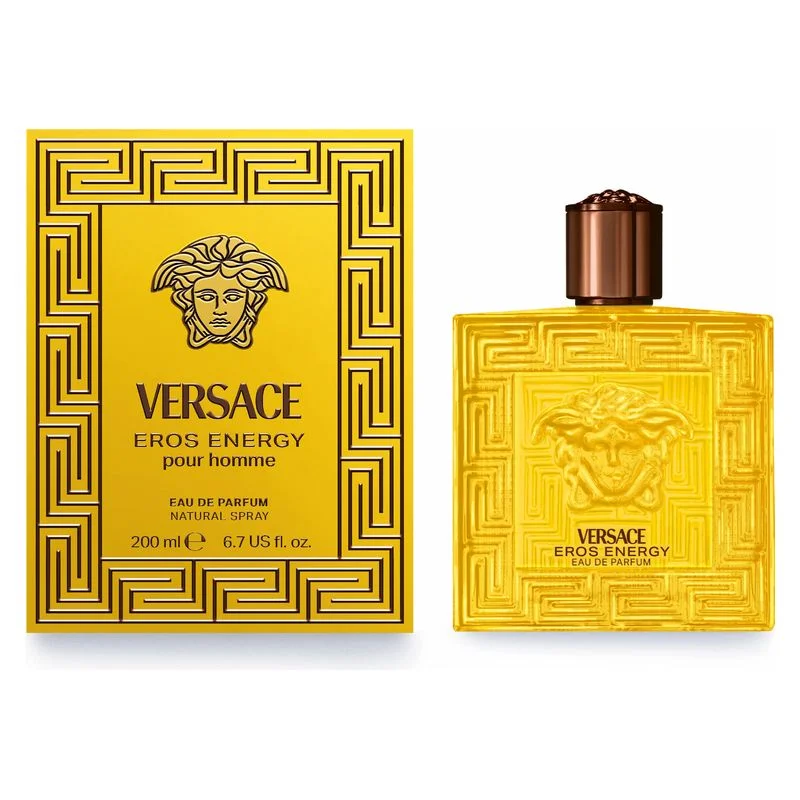 VERSACE
EROS ENERGY
pour homme
EAU DE PARFUM
NATURAL SPRAY
200 ml ℮ 6.7 US fl. oz.
VERSACE
EROS ENERGY
EAU DE PARFUM